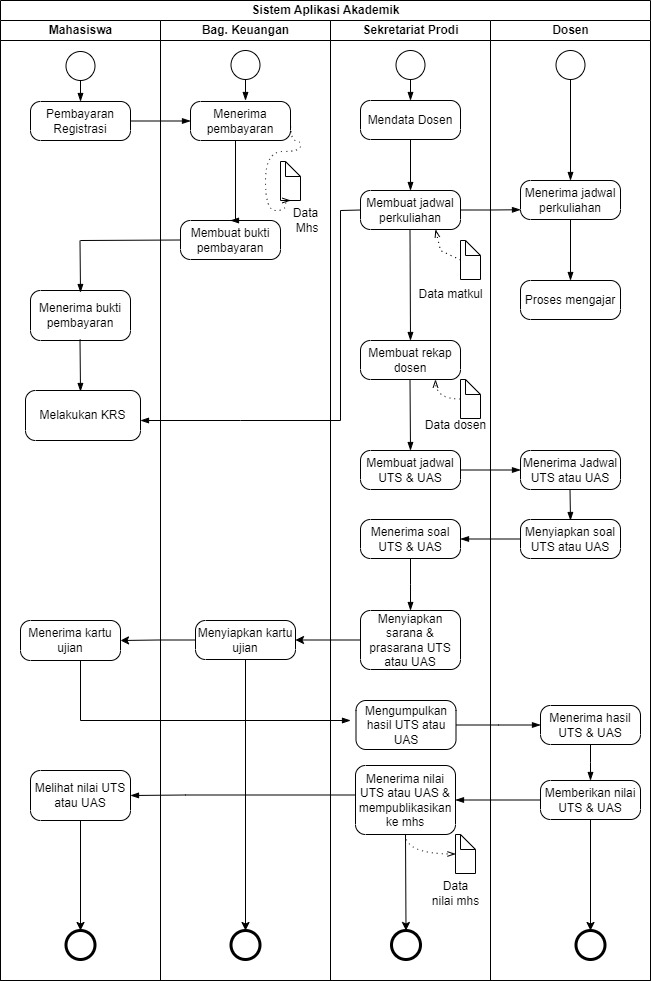 Sistem Aplikasi Akademik
Mahasiswa
Bag. Keuangan
Sekretariat Prodi
Dosen
Pembayaran
Registrasi
Menerima
pembayaran
Mendata Dosen
Data
Mhs
Membuat jadwal
perkuliahan
Menerima jadwal
perkuliahan
Membuat bukti
pembayaran
Data matkul
Menerima bukti
pembayaran
Proses mengajar
Membuat rekap
dosen
Melakukan KRS
Data dosen
Membuat jadwal
UTS & UAS
Menerima Jadwal
UTS atau UAS
Menerima soal
UTS & UAS
Menyiapkan soal
UTS atau UAS
Menerima kartu
ujian
Menyiapkan kartu
ujian
Menyiapkan
sarana &
prasarana UTS
atau UAS
Mengumpulkan
hasil UTS atau
UAS
Menerima hasil
UTS & UAS
Melihat nilai UTS
atau UAS
Menerima nilai
UTS atau UAS &
mempublikasikan
ke mhs
Memberikan nilai
UTS & UAS
Data
nilai mhs